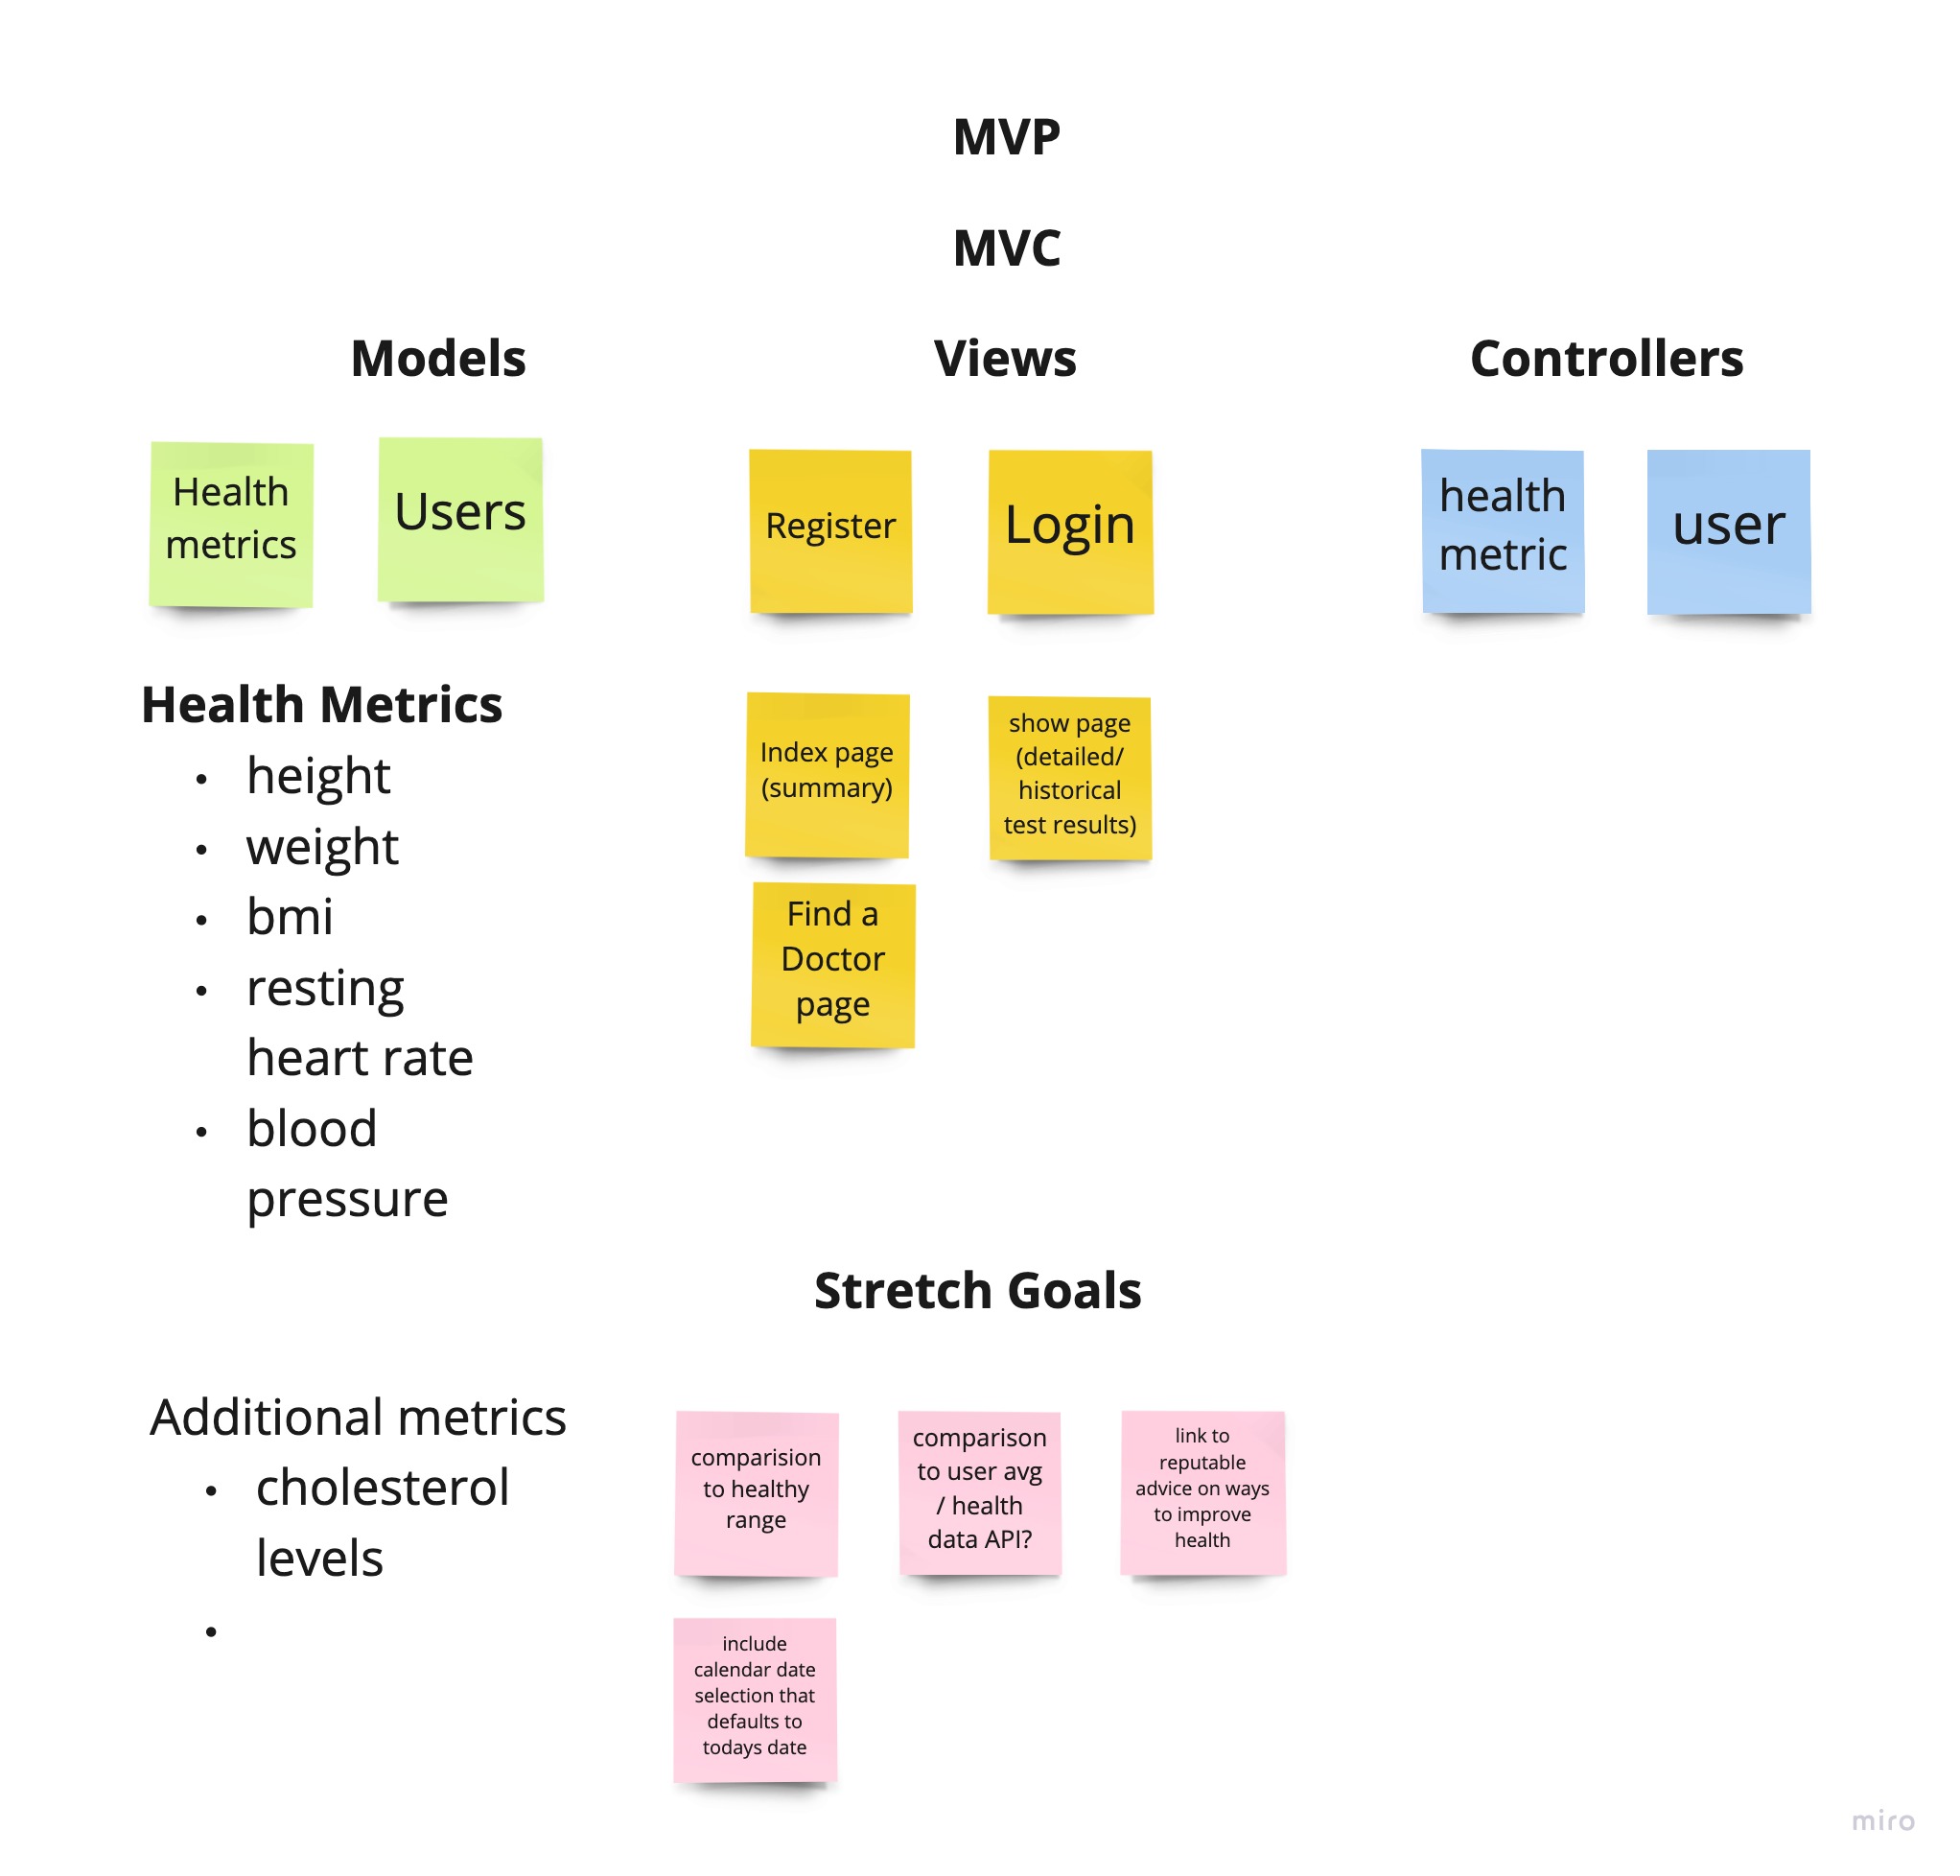 MVP
MVC
Models
Views
Controllers
Health
metrics
Users
Register
Login
health
metric
user
Health Metrics
• height
• weight
• bmi
• resting
heart rate
• blood
pressure
Index page
(summary)
show page
(detailed/
historical
test results)
Find a
Doctor
page
Stretch Goals
Additional metrics
• cholesterol
levels
•
comparision
to healthy
range
comparison
to user avg
/ health
data API?
link to
reputable
advice on ways
to improve
health
include
calendar date
selection that
defaults to
todays date
miro